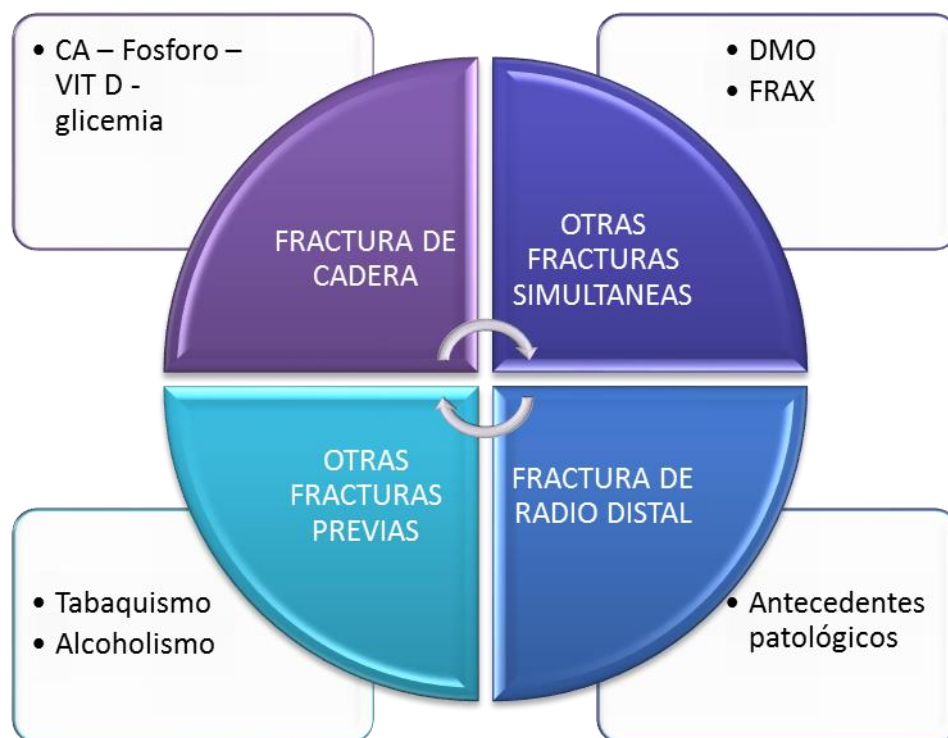 • CA – Fosforo –
VIT D -
glicemia
• DMO
• FRAX
FRACTURA DE
CADERA
OTRAS
FRACTURAS
SIMULTANEAS
OTRAS
FRACTURAS
PREVIAS
FRACTURA DE
RADIO DISTAL
• Tabaquismo
• Alcoholismo
• Antecedentes
patológicos